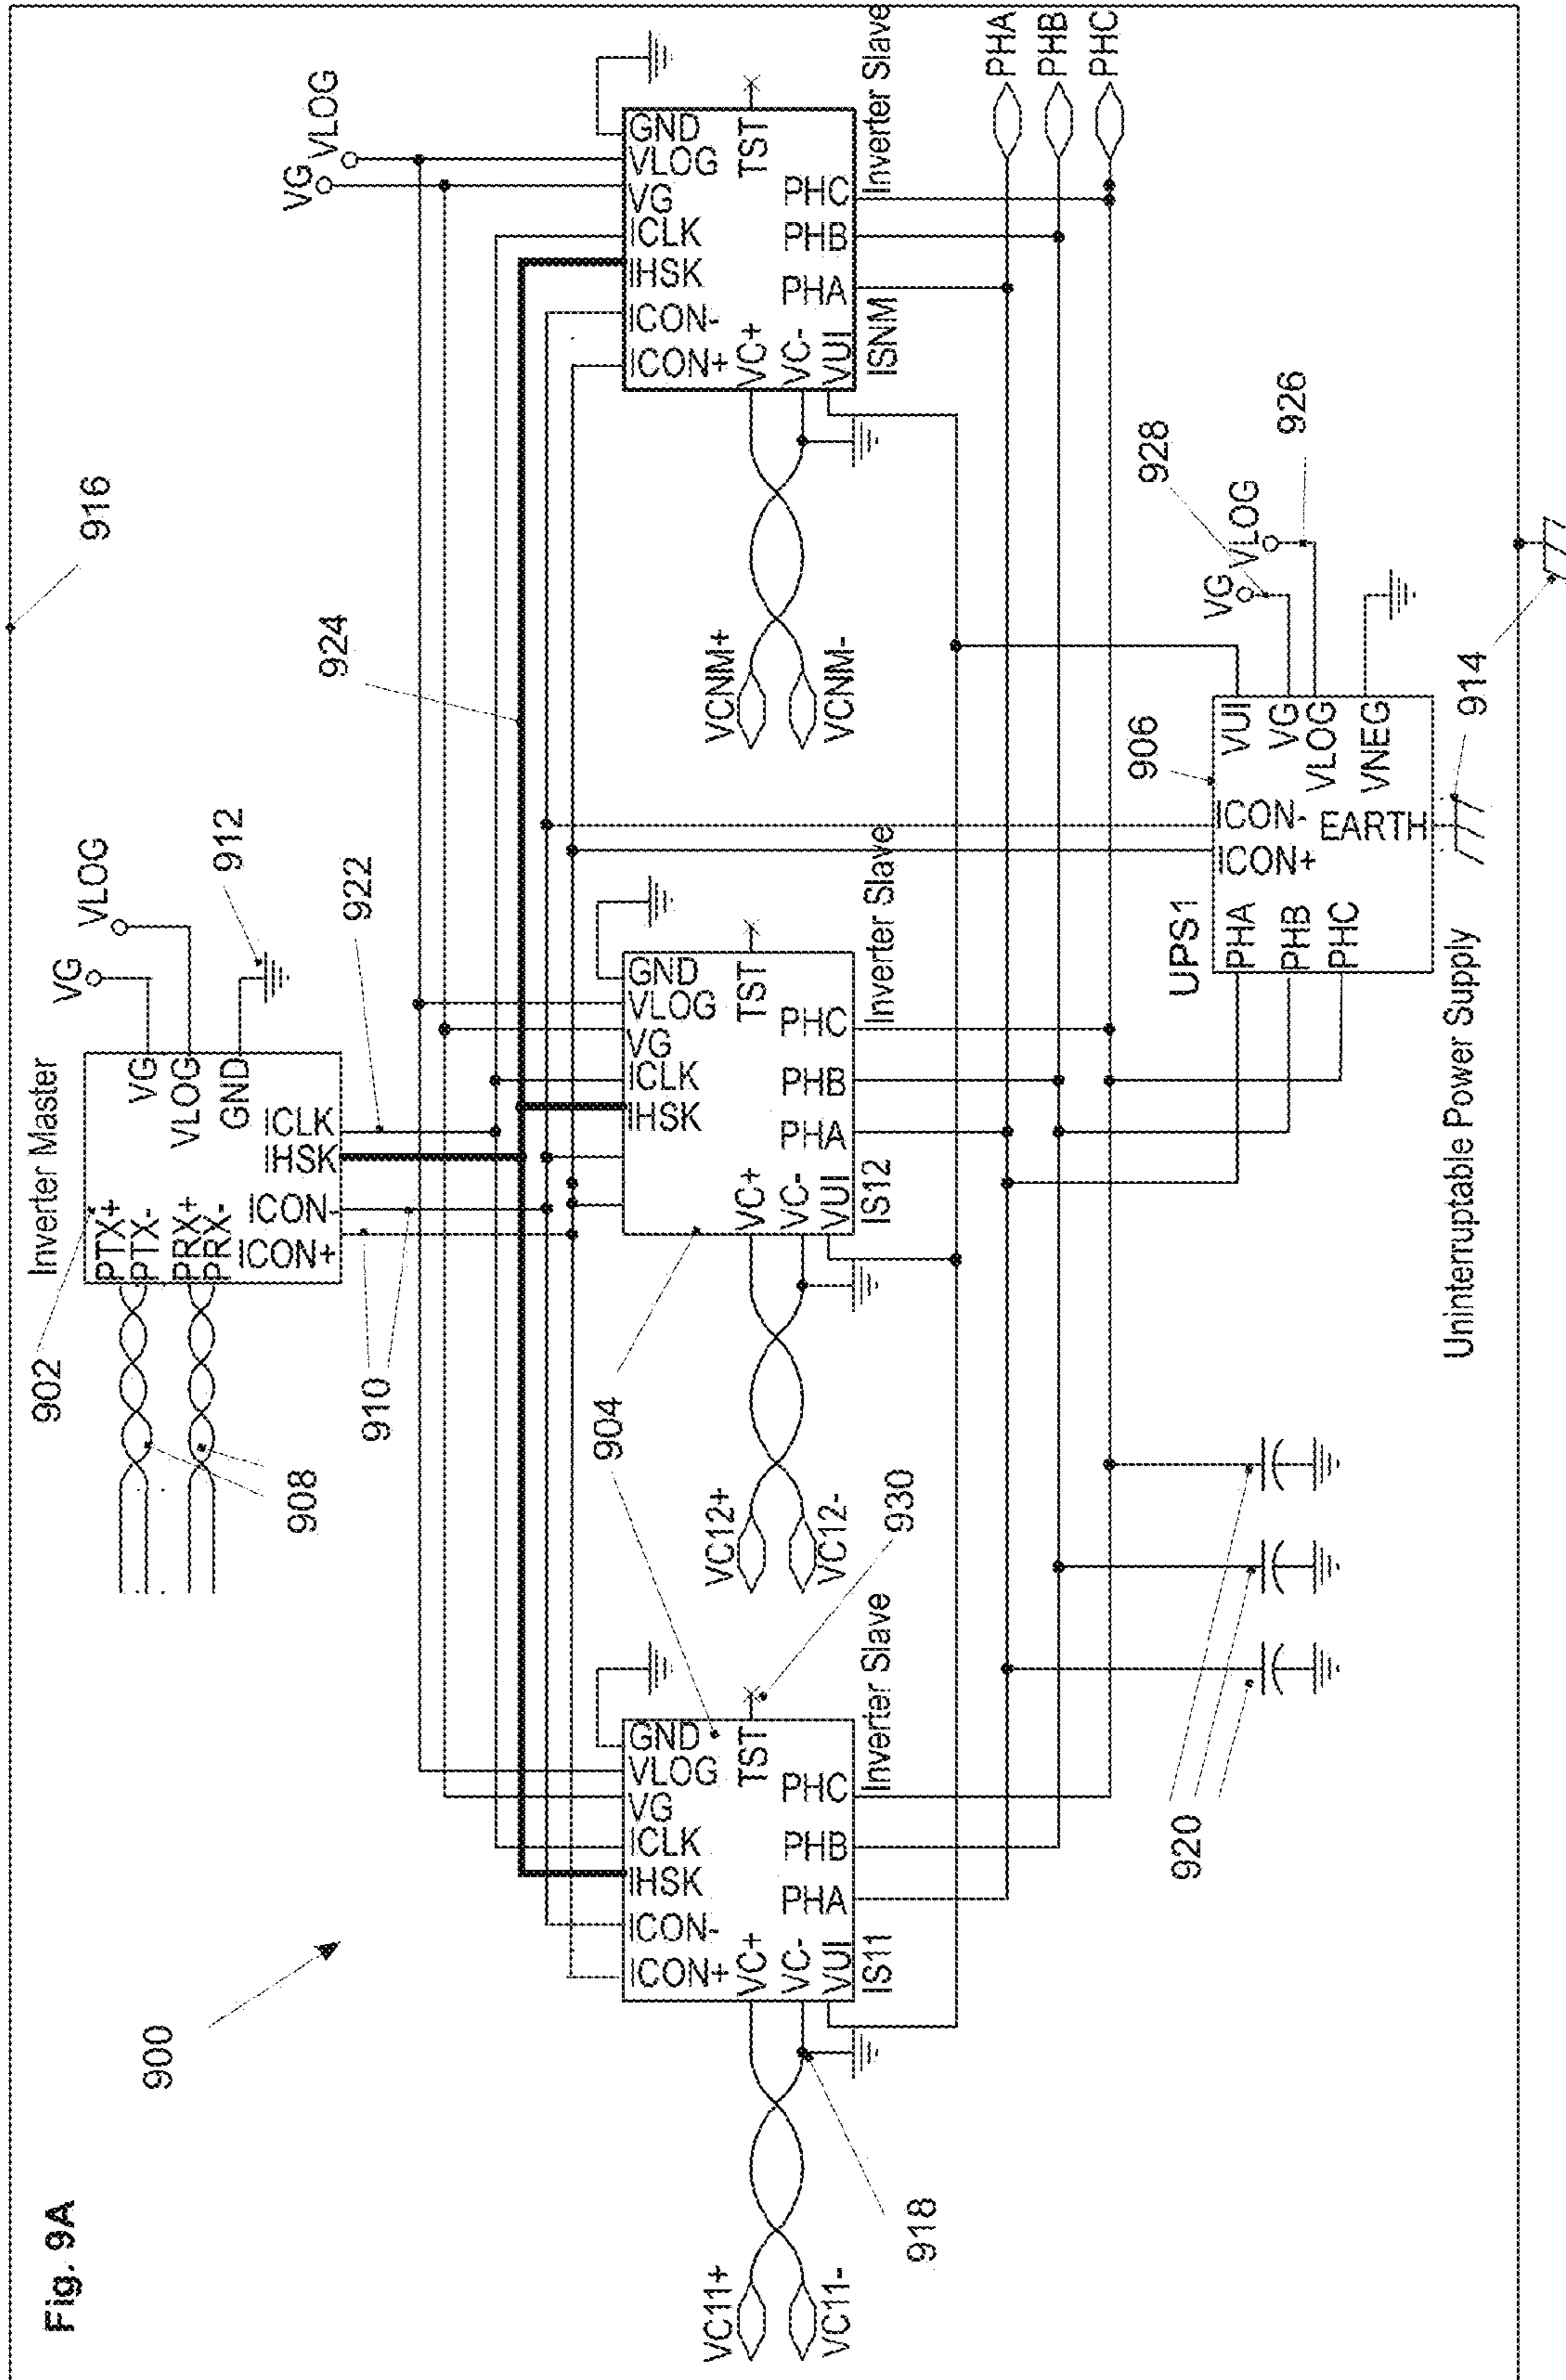 Fig. 9A
900
916
Inverter Master
902
PTX+
PTX-
PRX+
PRX-
VG
VLOG
GND
ICLK
IHSK
ICON-
ICON+
VG
VLOG
912
908
910
922
924
VG
VLOG
GND
VLOG
VG
ICLK
IHSK
ICON-
ICON+
TST
VC+
VC-
VUI
PHC
PHB
PHA
IS11
Inverter Slave
930
VC11+
VC11-
918
904
GND
VLOG
VG
ICLK
IHSK
TST
VC+
VC-
VUI
PHC
PHB
PHA
IS12
Inverter Slave
VC12+
VC12-
GND
VLOG
VG
ICLK
IHSK
ICON-
ICON+
TST
VC+
VC-
VUI
PHC
PHB
PHA
ISNM
Inverter Slave
VCNM+
VCNM-
PHA
PHB
PHC
920
UPS1
906
ICON-
ICON+
VUI
VG
VLOG
VNEG
EARTH
PHA
PHB
PHC
Uninterruptable Power Supply
VG
VLOG
928
926
914